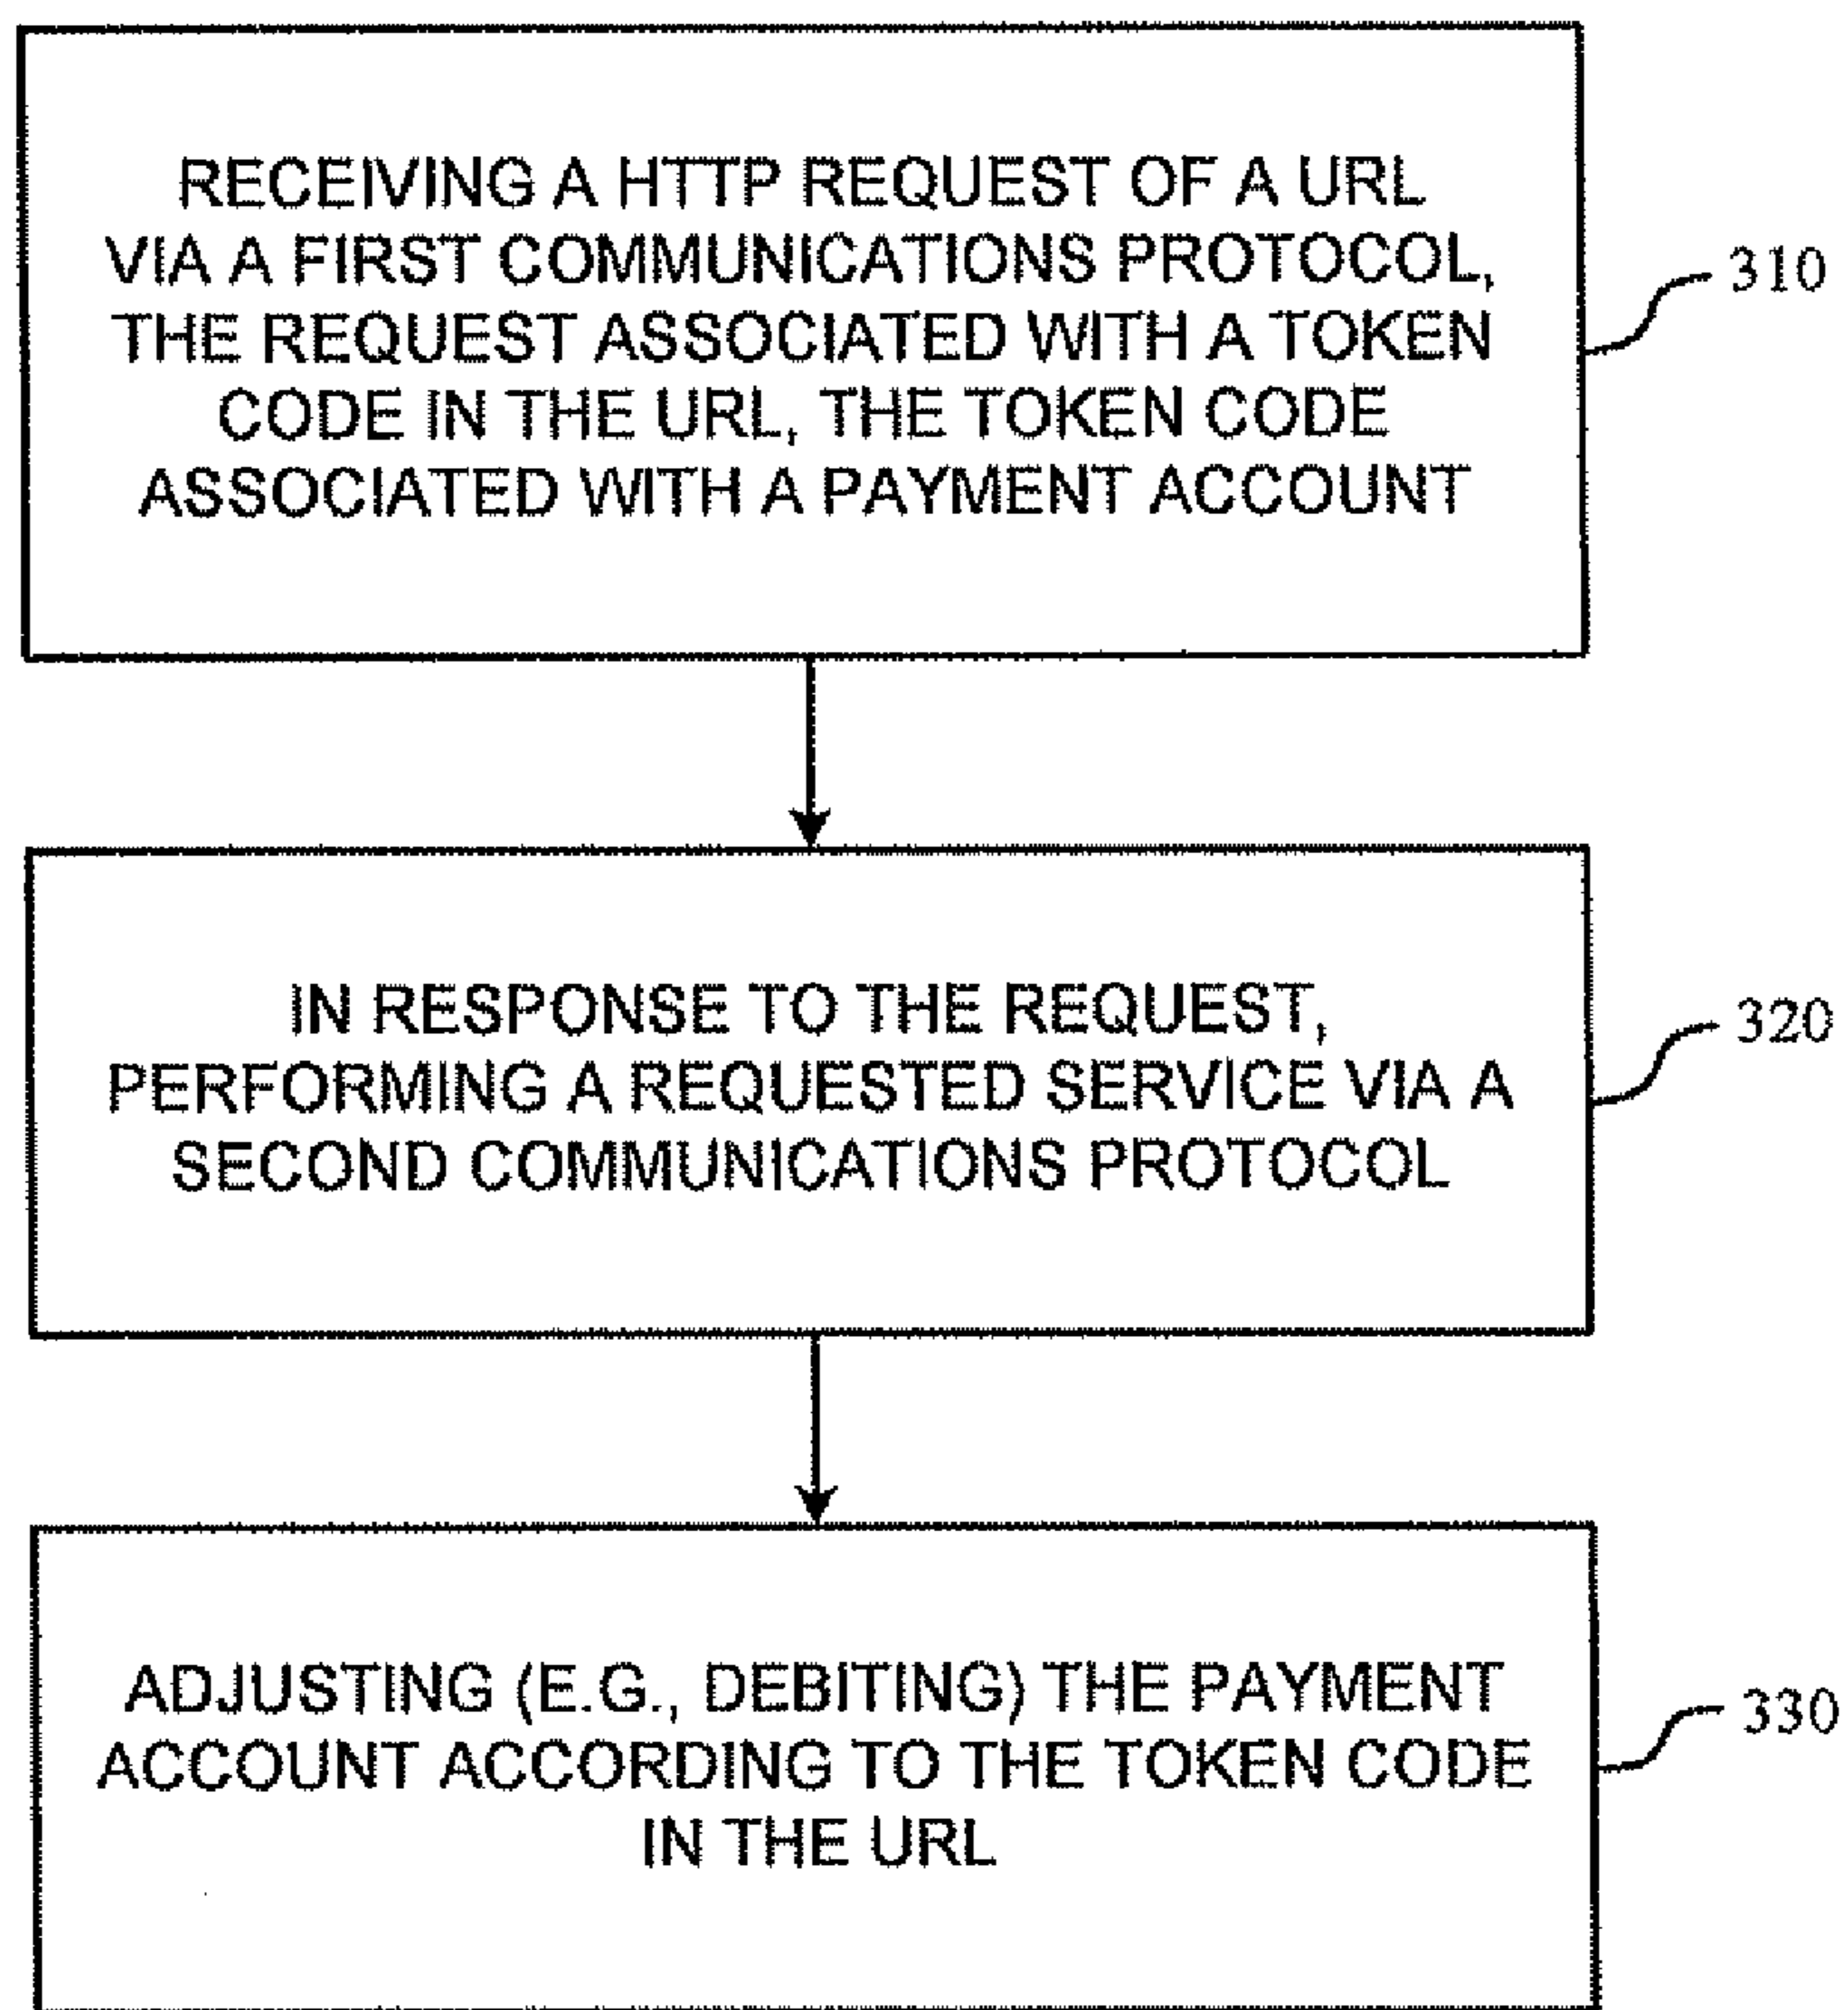 RECEIVING A HTTP REQUEST OF A URL
VIA A FIRST COMMUNICATIONS PROTOCOL,
THE REQUEST ASSOCIATED WITH A TOKEN
CODE IN THE URL, THE TOKEN CODE
ASSOCIATED WITH A PAYMENT ACCOUNT
310
IN RESPONSE TO THE REQUEST,
PERFORMING A REQUESTED SERVICE VIA A
SECOND COMMUNICATIONS PROTOCOL
320
ADJUSTING (E.G., DEBITING) THE PAYMENT
ACCOUNT ACCORDING TO THE TOKEN CODE
IN THE URL
330